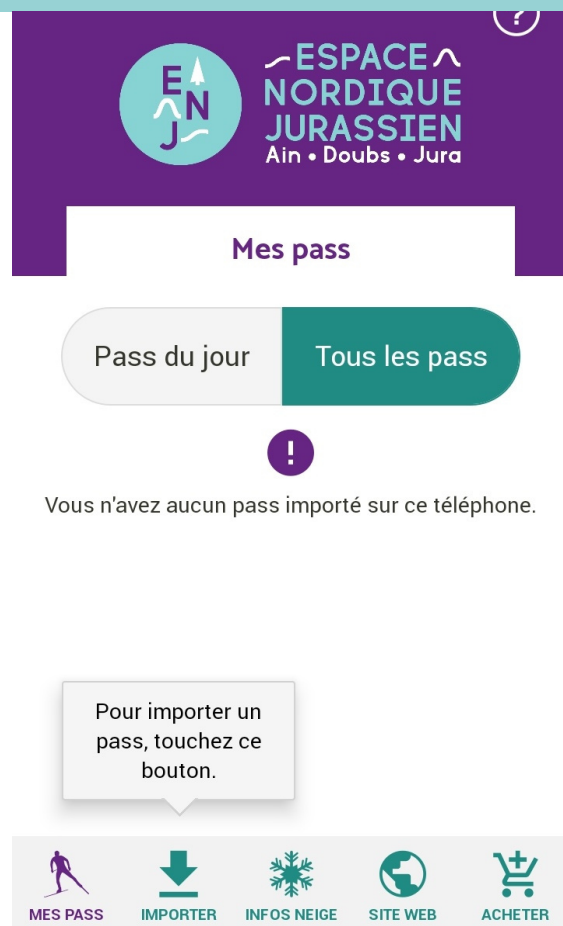 ?
E
N
J
ESPACE
NORDIQUE
JURASSIEN
Ain • Doubs • Jura
Mes pass
Pass du jour
Tous les pass
!
Vous n'avez aucun pass importé sur ce téléphone.
Pour importer un
pass, touchez ce
bouton.
MES PASS
IMPORTER
INFOS NEIGE
SITE WEB
ACHETER